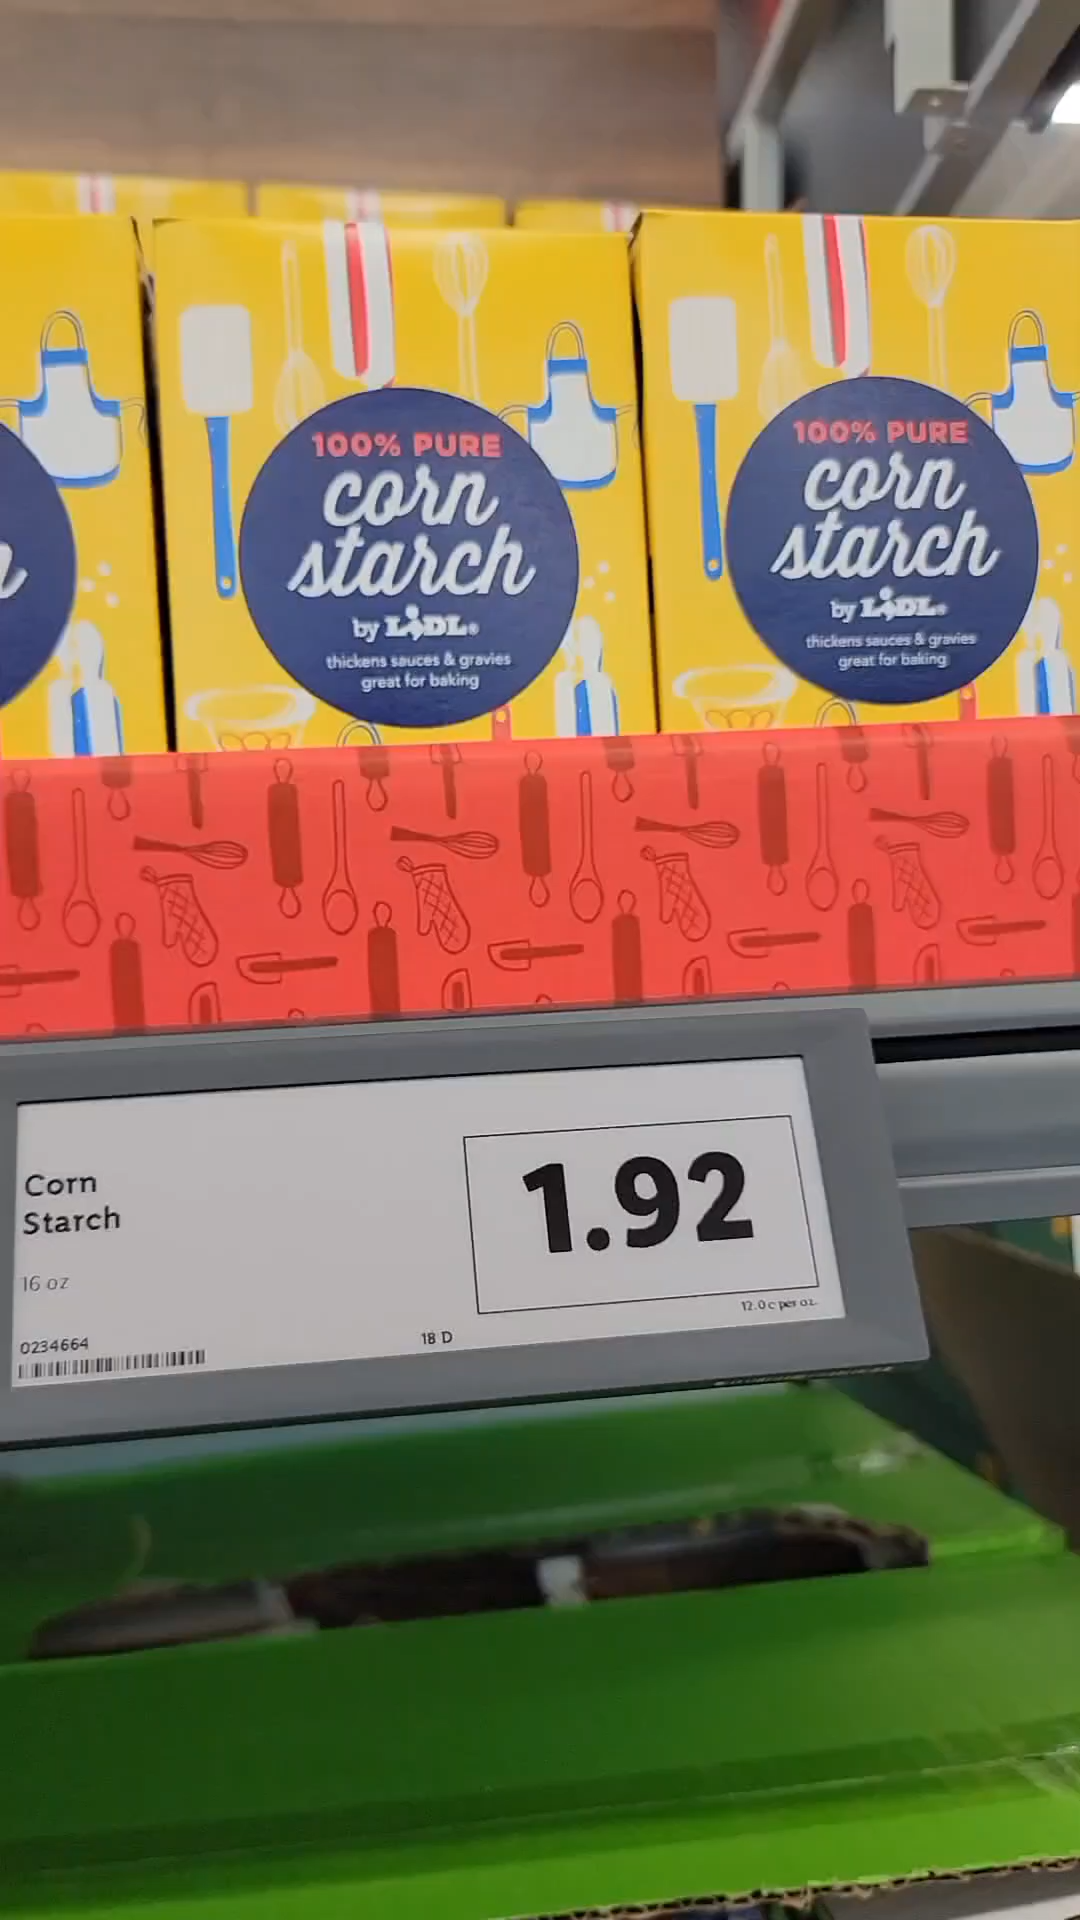 100% PURE
corn
starch
by LIDL®
thickens sauces & gravies
great for baking
100% PURE
corn
starch
by LIDL®
thickens sauces & gravies
great for baking
Corn
Starch
1.92
16 oz
12.0 c per oz.
0234664
18 D